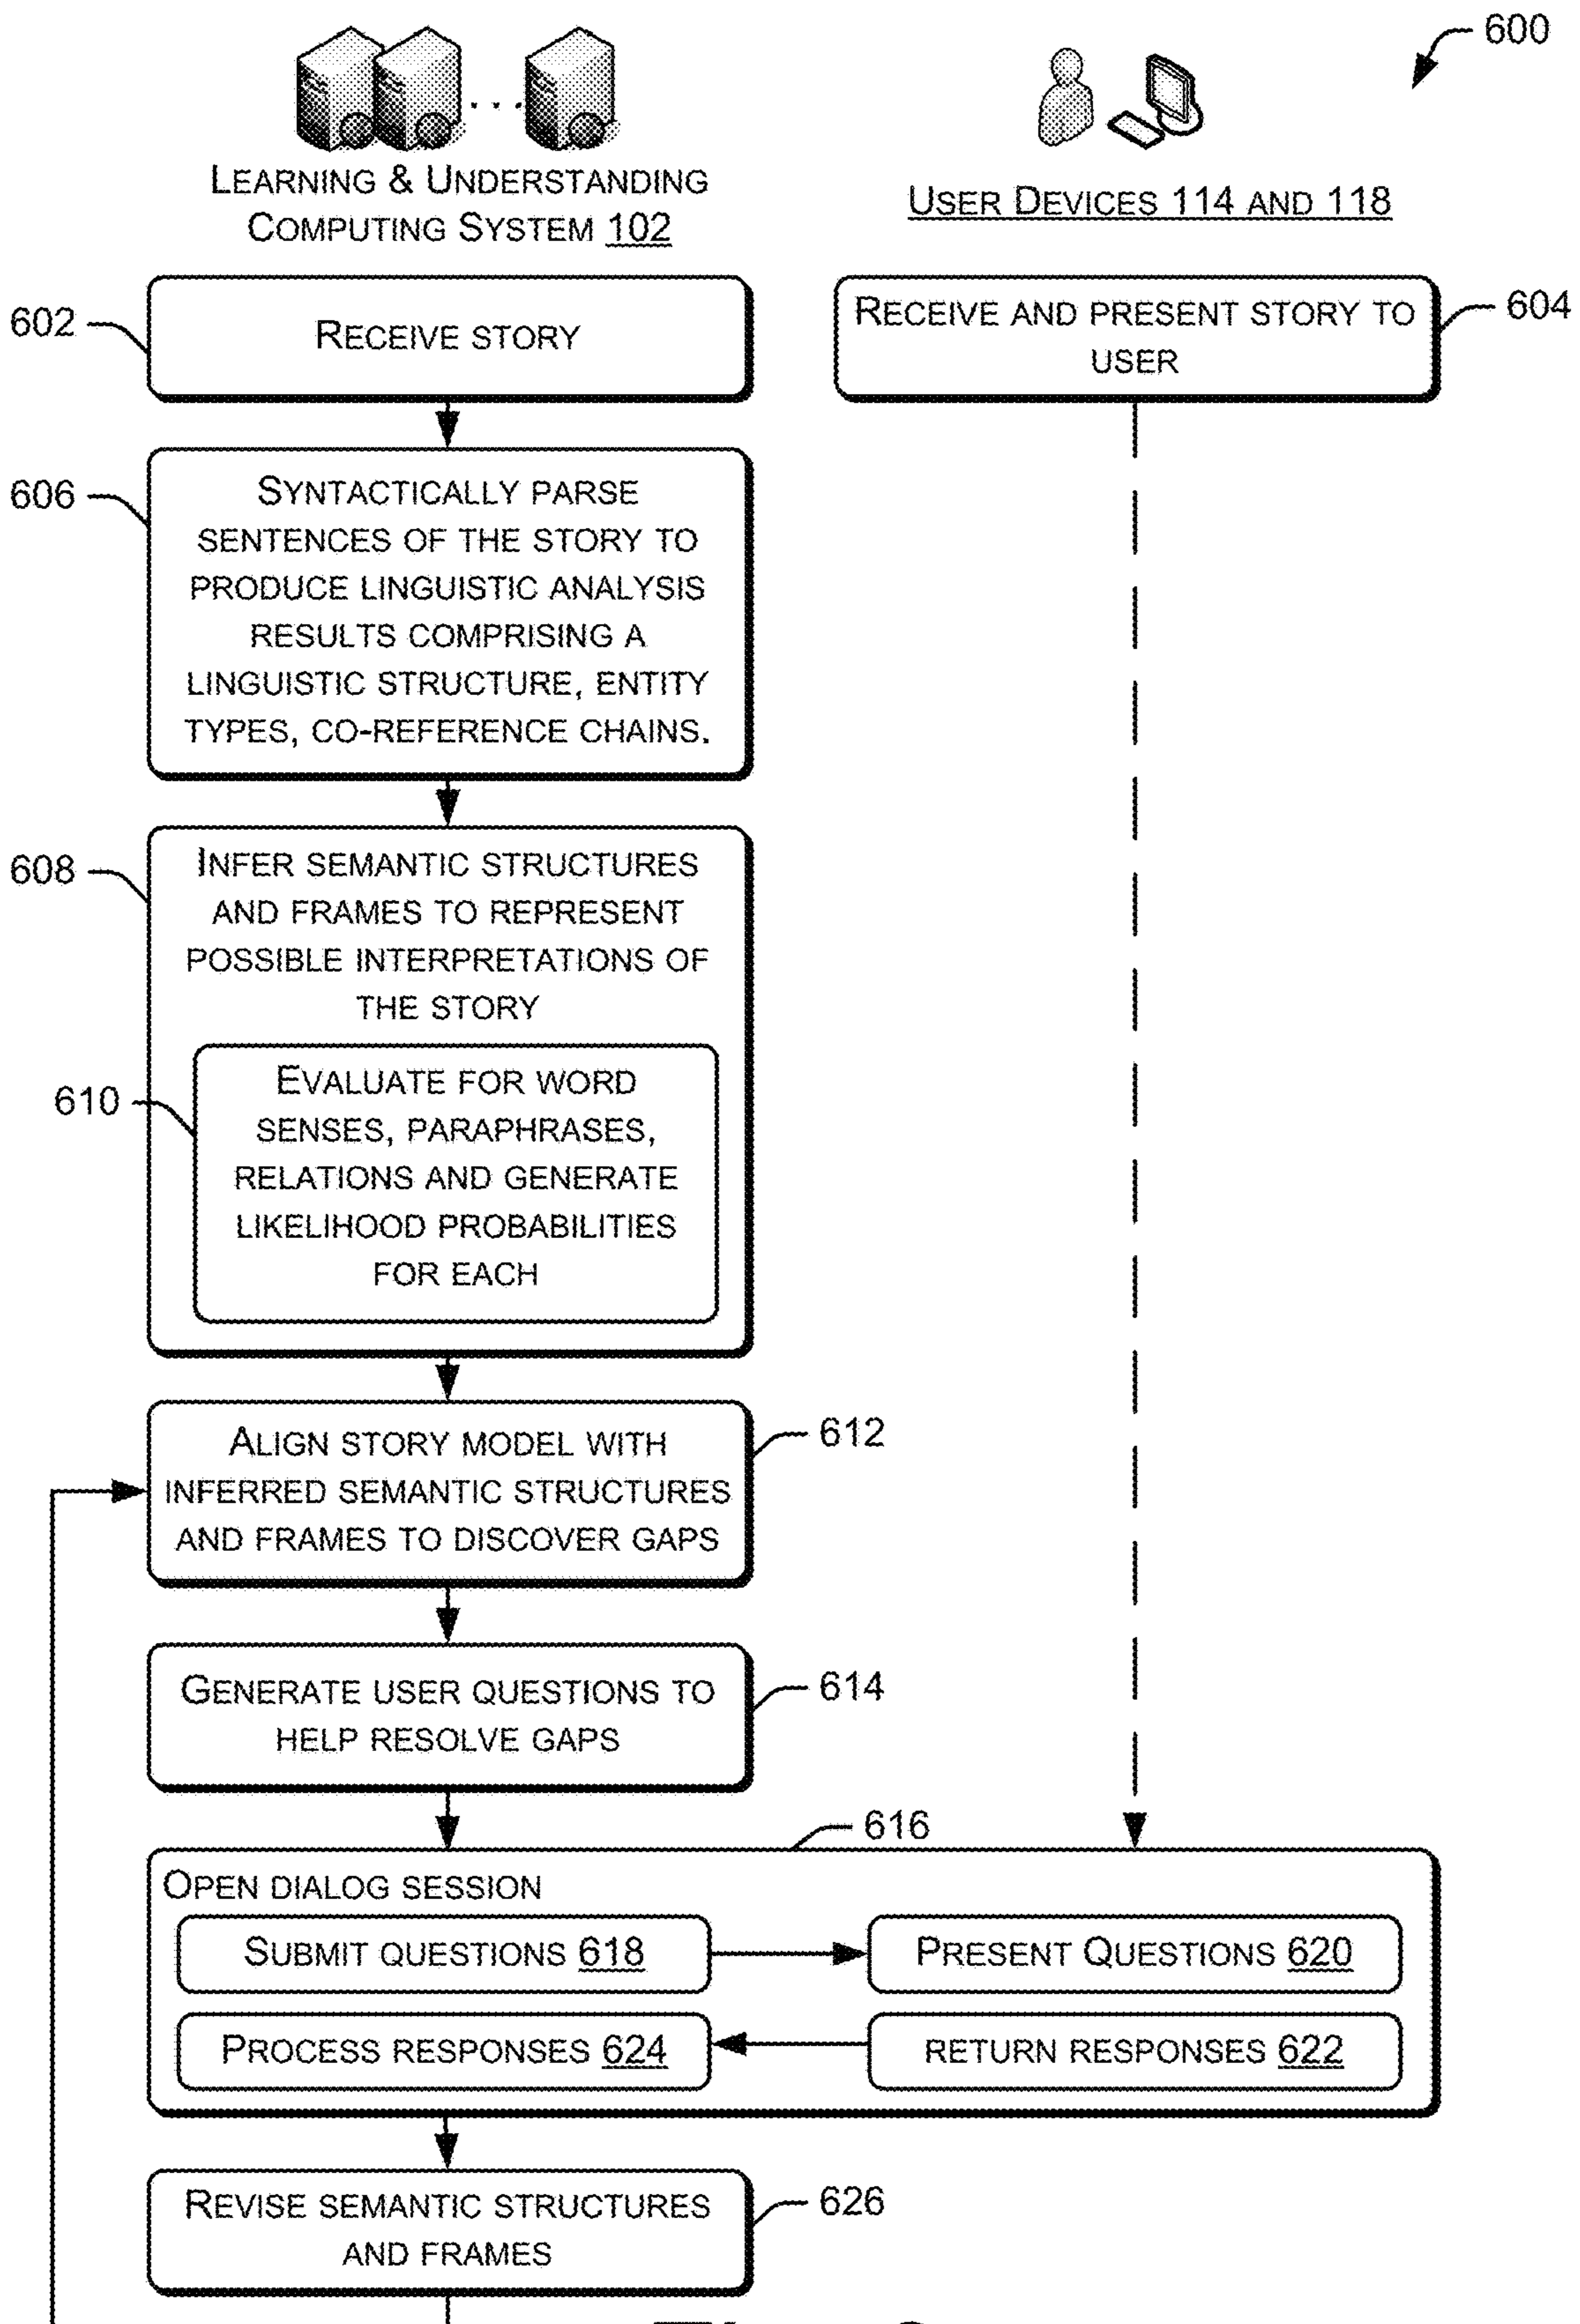 600
LEARNING & UNDERSTANDING
COMPUTING SYSTEM 102
USER DEVICES 114 AND 118
602
RECEIVE STORY
RECEIVE AND PRESENT STORY TO
USER
604
606
SYNTACTICALLY PARSE
SENTENCES OF THE STORY TO
PRODUCE LINGUISTIC ANALYSIS
RESULTS COMPRISING A
LINGUISTIC STRUCTURE, ENTITY
TYPES, CO-REFERENCE CHAINS.
608
INFER SEMANTIC STRUCTURES
AND FRAMES TO REPRESENT
POSSIBLE INTERPRETATIONS OF
THE STORY
610
EVALUATE FOR WORD
SENSES, PARAPHRASES,
RELATIONS AND GENERATE
LIKELIHOOD PROBABILITIES
FOR EACH
612
ALIGN STORY MODEL WITH
INFERRED SEMANTIC STRUCTURES
AND FRAMES TO DISCOVER GAPS
614
GENERATE USER QUESTIONS TO
HELP RESOLVE GAPS
616
OPEN DIALOG SESSION
SUBMIT QUESTIONS 618
PRESENT QUESTIONS 620
PROCESS RESPONSES 624
RETURN RESPONSES 622
626
REVISE SEMANTIC STRUCTURES
AND FRAMES